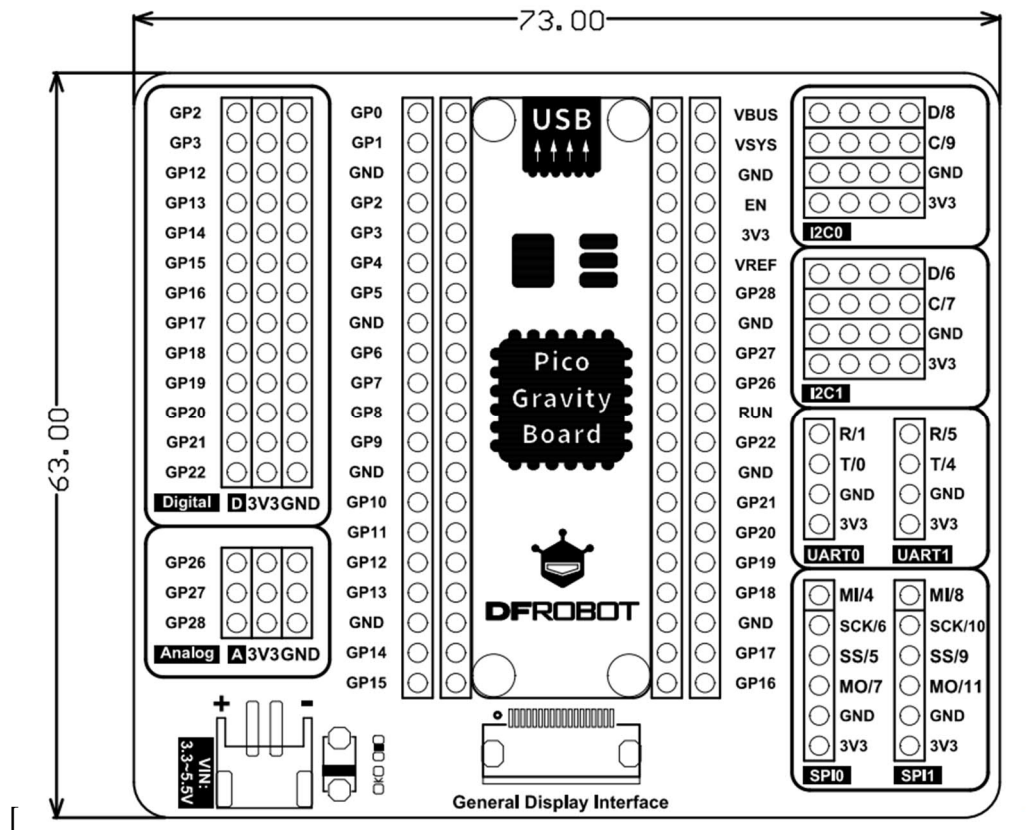 73.00
63.00
GP2
GP3
GP12
GP13
GP14
GP15
GP16
GP17
GP18
GP19
GP20
GP21
GP22
Digital D 3V3 GND
GP26
GP27
GP28
Analog A 3V3 GND
+ -
VIN:
3.3~5.5V
GP0
GP1
GND
GP2
GP3
GP4
GP5
GND
GP6
GP7
GP8
GP9
GND
GP10
GP11
GP12
GP13
GND
GP14
GP15
USB
Pico
Gravity
Board
DFROBOT
General Display Interface
VBUS
VSYS
GND
EN
3V3
VREF
GP28
GND
GP27
GP26
RUN
GP22
GND
GP21
GP20
GP19
GP18
GND
GP17
GP16
D/8
C/9
GND
3V3
I2C0
D/6
C/7
GND
3V3
I2C1
R/1
T/0
GND
3V3
UART0
R/5
T/4
GND
3V3
UART1
MI/4
SCK/6
SS/5
MO/7
GND
3V3
SPI0
MI/8
SCK/10
SS/9
MO/11
GND
3V3
SPI1
[